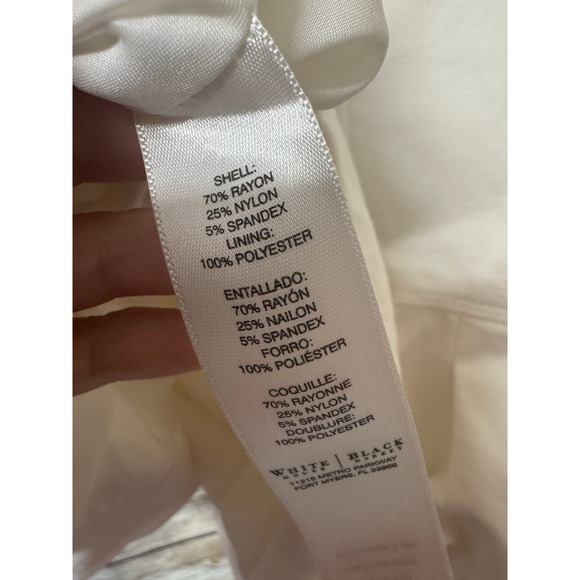 SHELL:
70% RAYON
25% NYLON
5% SPANDEX
LINING:
100% POLYESTER
ENTALLADO:
70% RAYÓN
25% NAILON
5% SPANDEX
FORRO:
100% POLIÉSTER
COQUILLE:
70% RAYONNE
25% NYLON
5% SPANDEX
DOUBLURE:
100% POLYESTER
WHITE | BLACK
HOUSE MARKET
11215 METRO PARKWAY
FORT MYERS, FL 33966